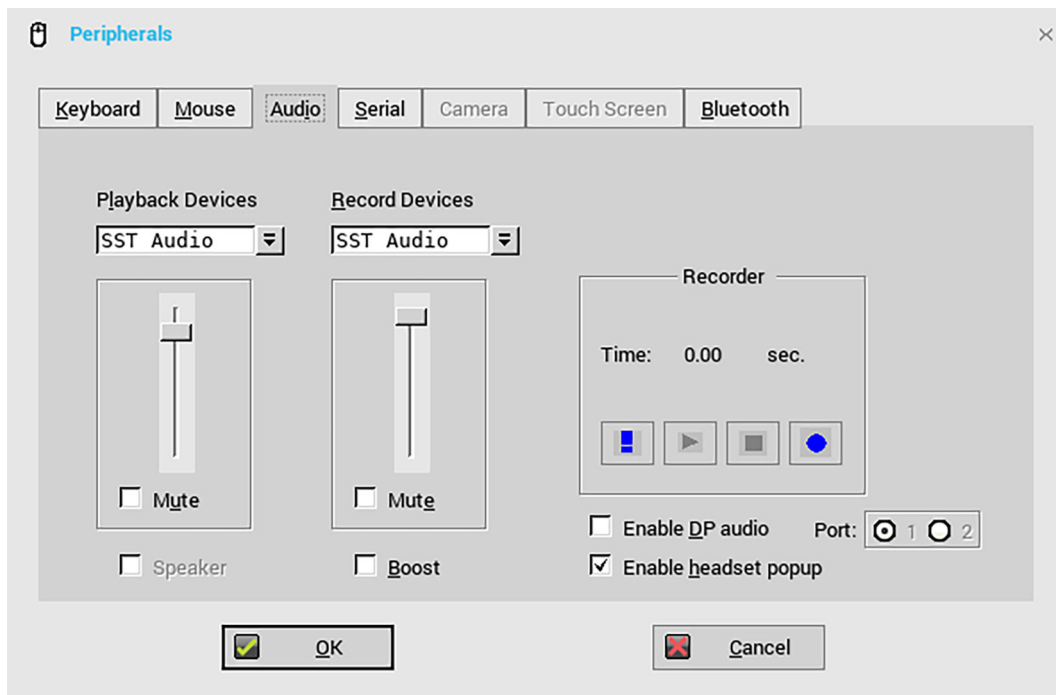 Peripherals
Keyboard Mouse Audio Serial Camera Touch Screen Bluetooth
Playback Devices Record Devices
SST Audio SST Audio
Recorder
Time: 0.00 sec.
Mute Mute
Enable DP audio Port: 1 2
Speaker Boost Enable headset popup
OK Cancel